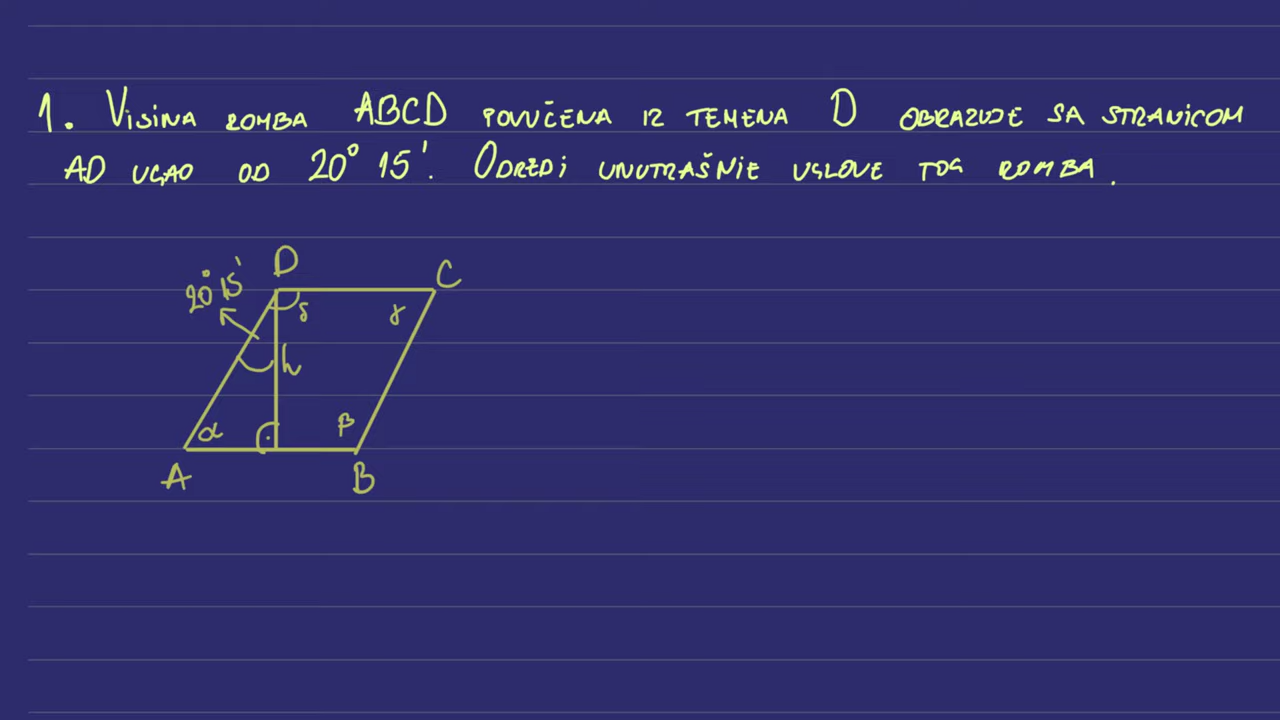 1. Visina romba ABCD povučena iz temena D obrazuje sa stranicom
AD ugao od 20° 15'. Odredi unutrašnje uglove tog romba.
D
C
20° 15'
δ
γ
h
α
β
A
B